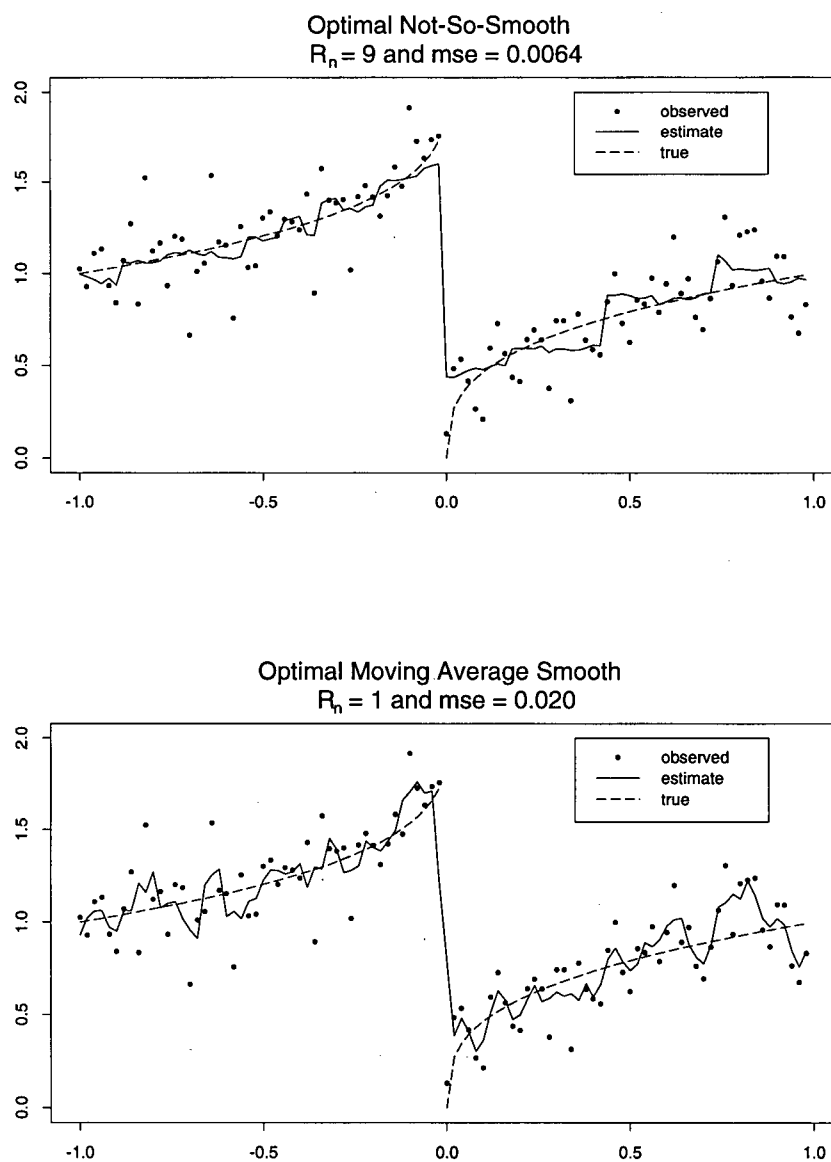 Optimal Not-So-Smooth
Rₙ = 9 and mse = 0.0064
2.0
1.5
1.0
0.5
0.0
observed
estimate
true
-1.0 -0.5 0.0 0.5 1.0
Optimal Moving Average Smooth
Rₙ = 1 and mse = 0.020
2.0
1.5
1.0
0.5
0.0
observed
estimate
true
-1.0 -0.5 0.0 0.5 1.0